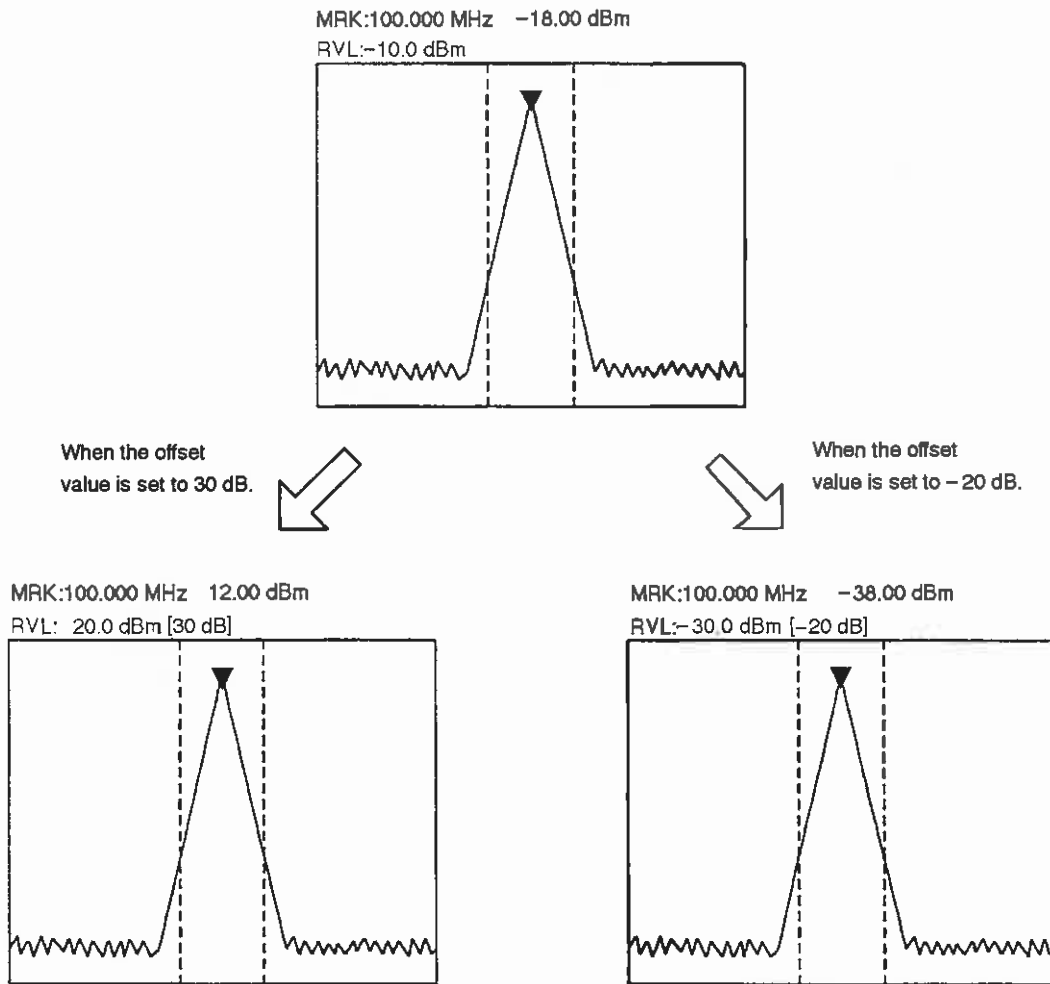 MRK:100.000 MHz −18.00 dBm
RVL:−10.0 dBm
When the offset
value is set to 30 dB.
When the offset
value is set to −20 dB.
MRK:100.000 MHz 12.00 dBm
RVL: 20.0 dBm [30 dB]
MRK:100.000 MHz −38.00 dBm
RVL:−30.0 dBm [−20 dB]